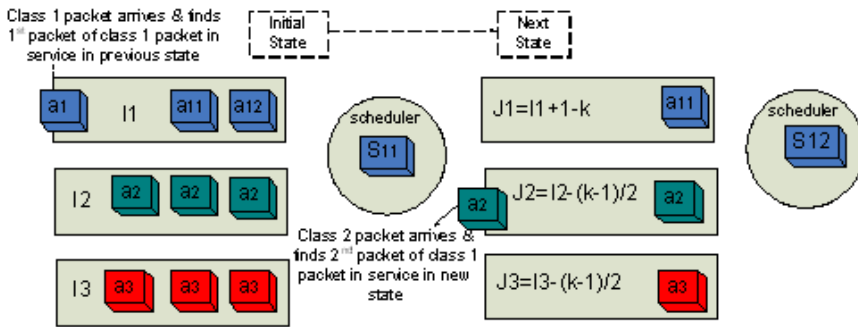 Class 1 packet arrives & finds
1st packet of class 1 packet in
service in previous state
Initial
State
Next
State
a1
I1
a11
a12
scheduler
S11
J1=I1+1-k
a11
scheduler
S12
I2
a2
a2
a2
a2
J2=I2-(k-1)/2
a2
Class 2 packet arrives &
finds 2nd packet of class 1
packet in service in new
state
I3
a3
a3
a3
J3=I3-(k-1)/2
a3